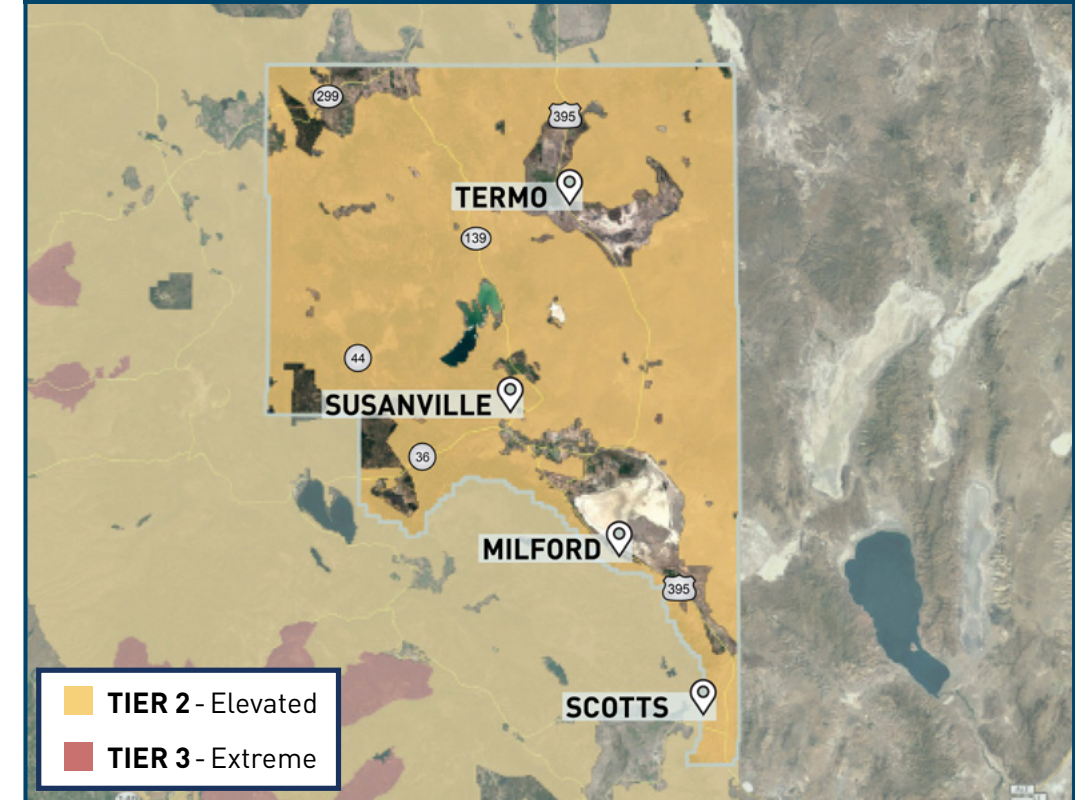 299
395
TERMO
139
44
SUSANVILLE
36
MILFORD
395
SCOTTS
TIER 2 - Elevated
TIER 3 - Extreme